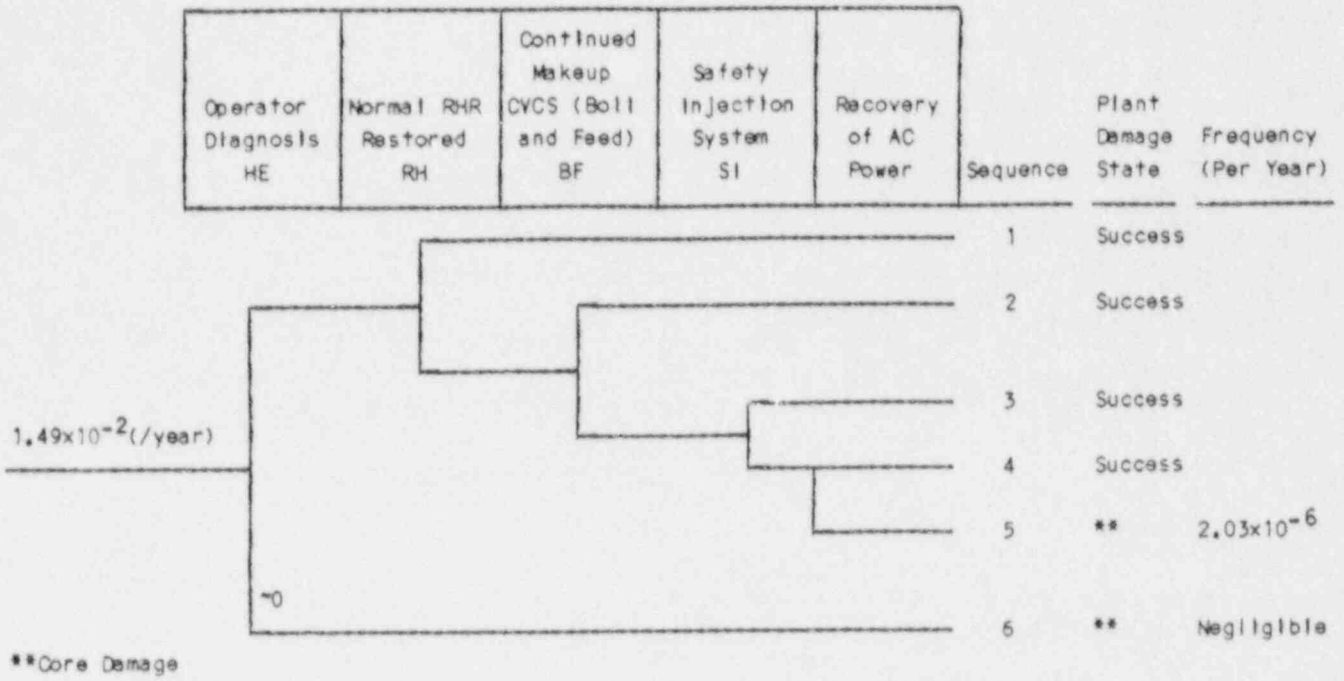 Continued
Makeup
Safety
Operator
Normal RHR
CVCS (Boil
Injection
Recovery
Plant
Diagnosis
Restored
and Feed)
System
of AC
Damage
Frequency
HE
RH
BF
SI
Power
Sequence
State
(Per Year)
1
Success
2
Success
3
Success
1.49x10-2(/year)
4
Success
5
**
2.03x10-6
~0
6
**
Negligible
**Core Damage